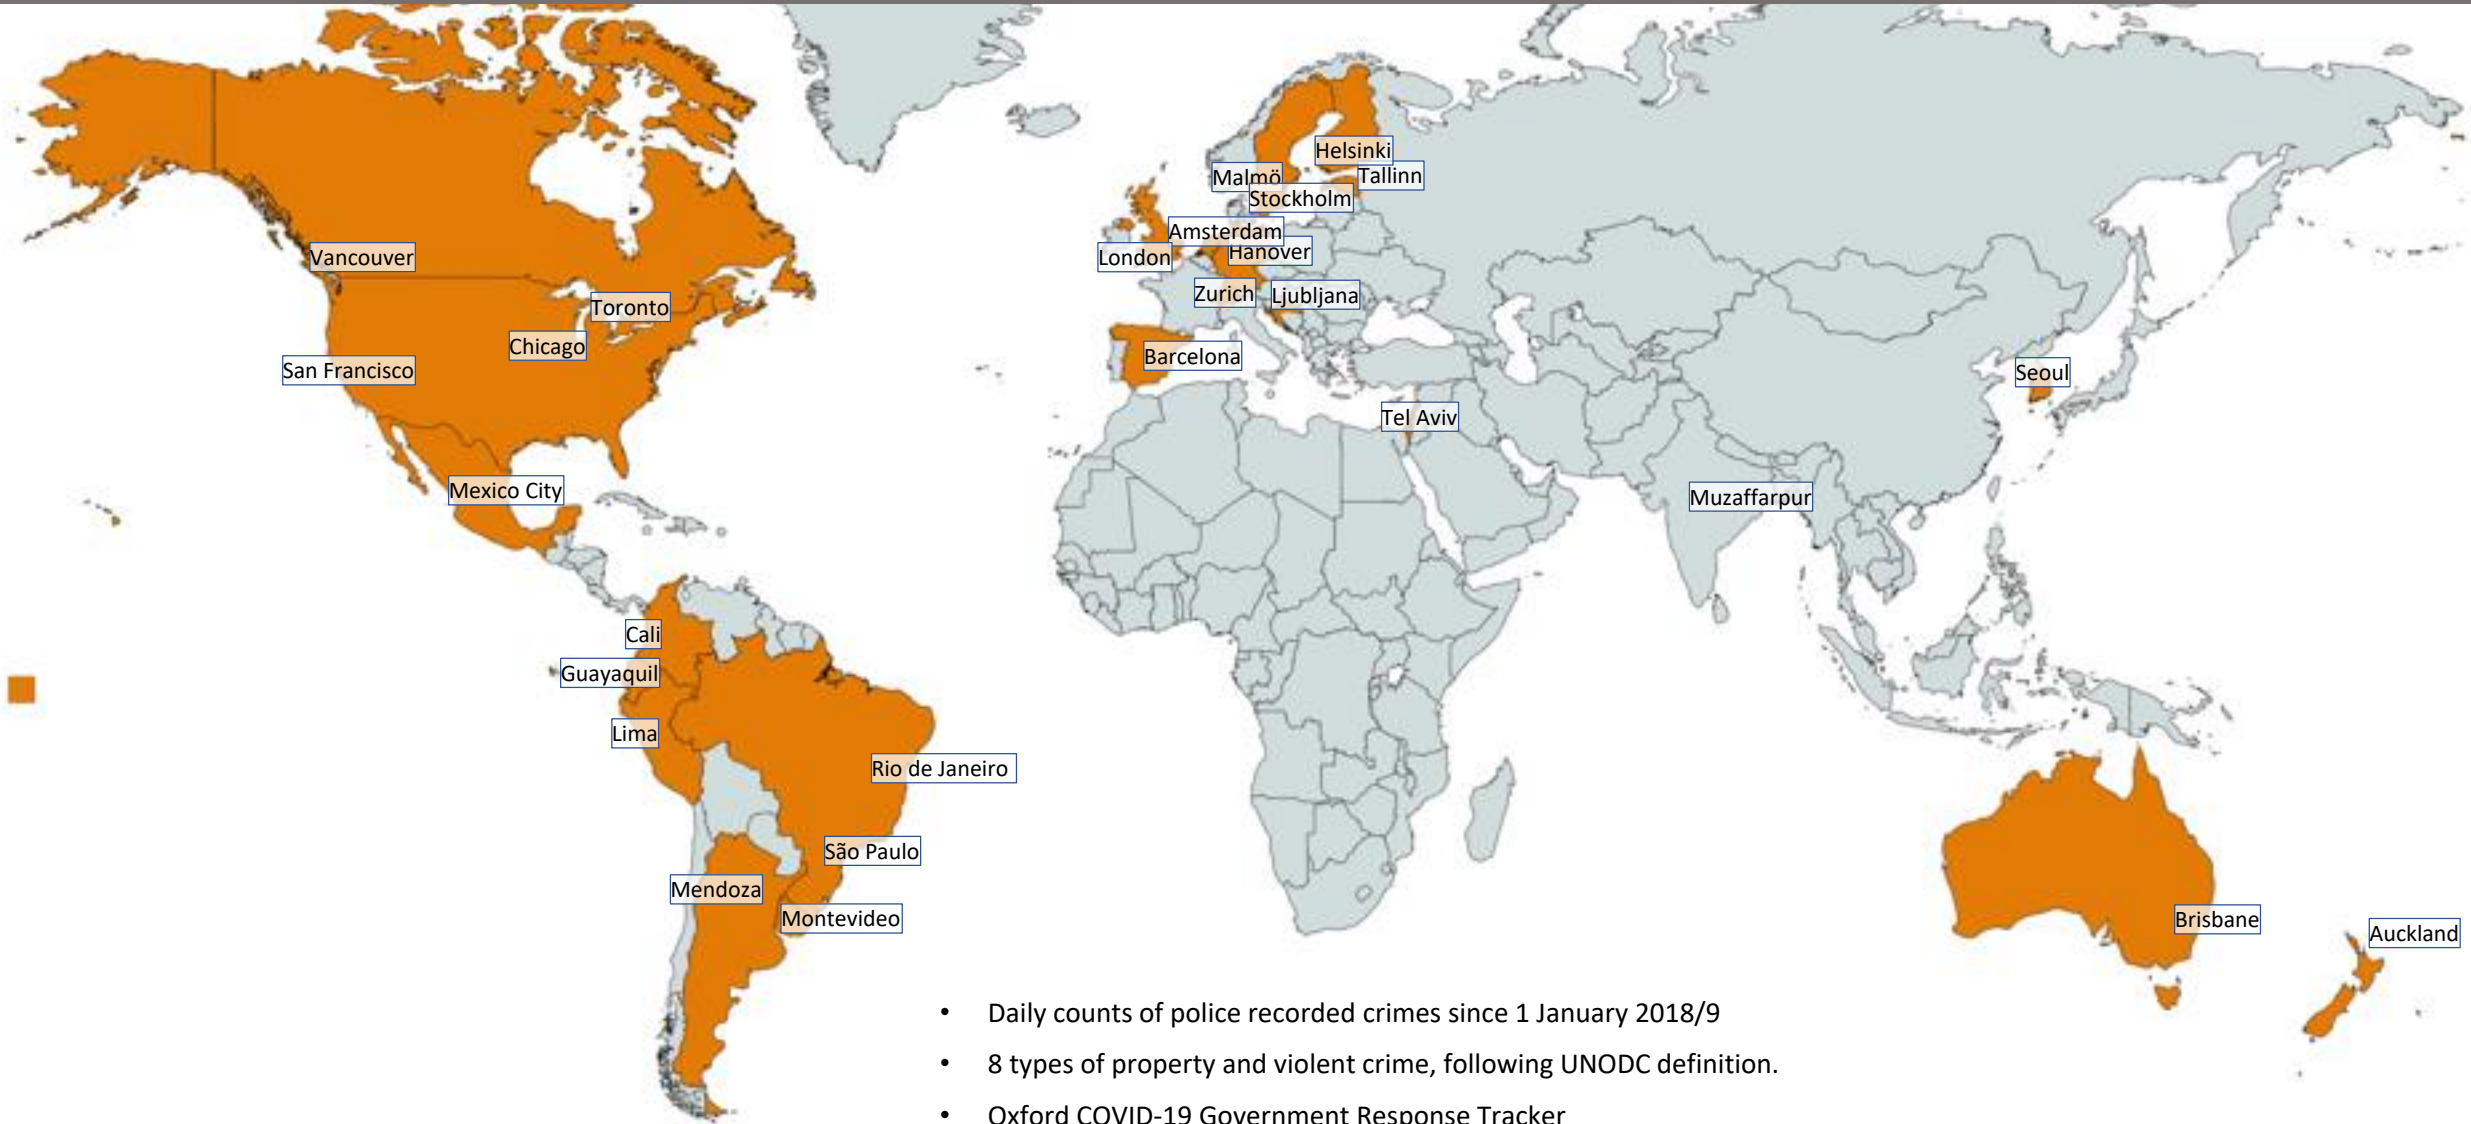 Helsinki
Malmö
Tallinn
Stockholm
Amsterdam
Hanover
London
Vancouver
Zurich
Ljubljana
Toronto
Chicago
Barcelona
San Francisco
Seoul
Tel Aviv
Mexico City
Muzaffarpur
Cali
Guayaquil
Lima
Rio de Janeiro
São Paulo
Mendoza
Montevideo
Brisbane
Auckland
• Daily counts of police recorded crimes since 1 January 2018/9
• 8 types of property and violent crime, following UNODC definition.
• Oxford COVID-19 Government Response Tracker